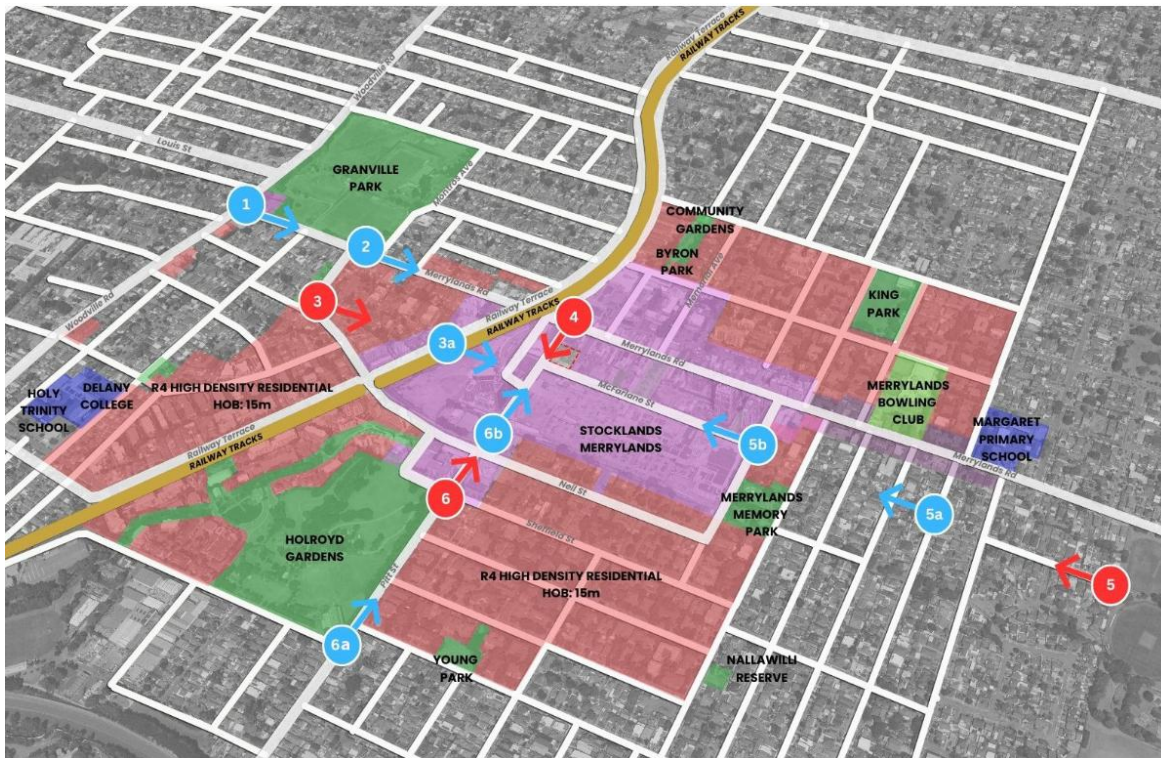 Railway Terrace
RAILWAY TRACKS
Woodville Rd
Louis St
GRANVILLE
PARK
Montros Ave
1
2
Merrylands Rd
COMMUNITY
GARDENS
BYRON
PARK
Memorial Ave
KING
PARK
3
Railway Terrace
RAILWAY TRACKS
4
3a
Woodville Rd
Merrylands Rd
HOLY
TRINITY
SCHOOL
DELANY
COLLEGE
R4 HIGH DENSITY RESIDENTIAL
HOB: 15m
McFarlane St
MERRYLANDS
BOWLING
CLUB
MARGARET
PRIMARY
SCHOOL
Merrylands Rd
6b
STOCKLANDS
MERRYLANDS
5b
Railway Terrace
RAILWAY TRACKS
6
Neil St
MERRYLANDS
MEMORY
PARK
5a
HOLROYD
GARDENS
Sheffield St
R4 HIGH DENSITY RESIDENTIAL
HOB: 15m
5
Pitt St
6a
YOUNG
PARK
NALLAWILLI
RESERVE